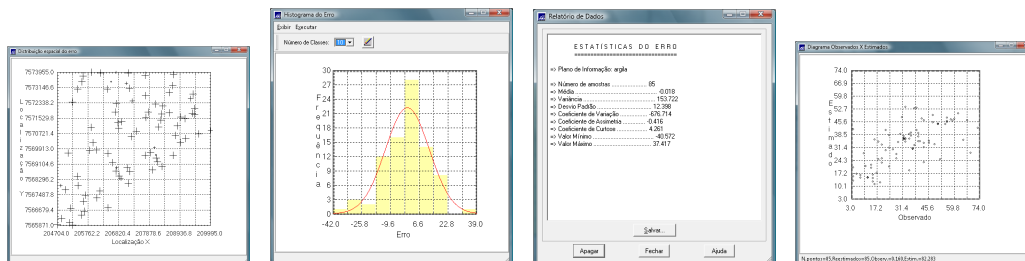 Distribuição espacial do erro
7573955.0
7573146.6
7572338.2
7571529.8
7570721.4
7569913.0
7569104.6
7568296.2
7567487.8
7566679.4
7565871.0
Localização Y
204704.0 205762.2 206820.4 207878.6 208936.8 209995.0
Localização X
Histograma do Erro
Exibir Executar
Número de Classes: 10
30
27
24
21
18
15
12
9
6
3
0
Freqüência
-42.0 -25.8 -9.6 6.6 22.8 39.0
Erro
Relatório de Dados
ESTATÍSTICAS DO ERRO
=> Plano de Informação: argila
=> Número de amostras ................ 85
=> Média ................ -0.018
=> Variância ................ 153.722
=> Desvio Padrão ................ 12.398
=> Coeficiente de Variação ................ -676.714
=> Coeficiente de Assimetria ................ -0.416
=> Coeficiente de Curtose ................ 4.261
=> Valor Mínimo ................ -40.572
=> Valor Máximo ................ 37.417
Salvar...
Apagar Fechar Ajuda
Diagrama Observados X Estimados
74.0
66.9
59.8
52.7
45.6
38.5
31.4
24.3
17.2
10.1
3.0
Estimado
3.0 17.2 31.4 45.6 59.8 74.0
Observado